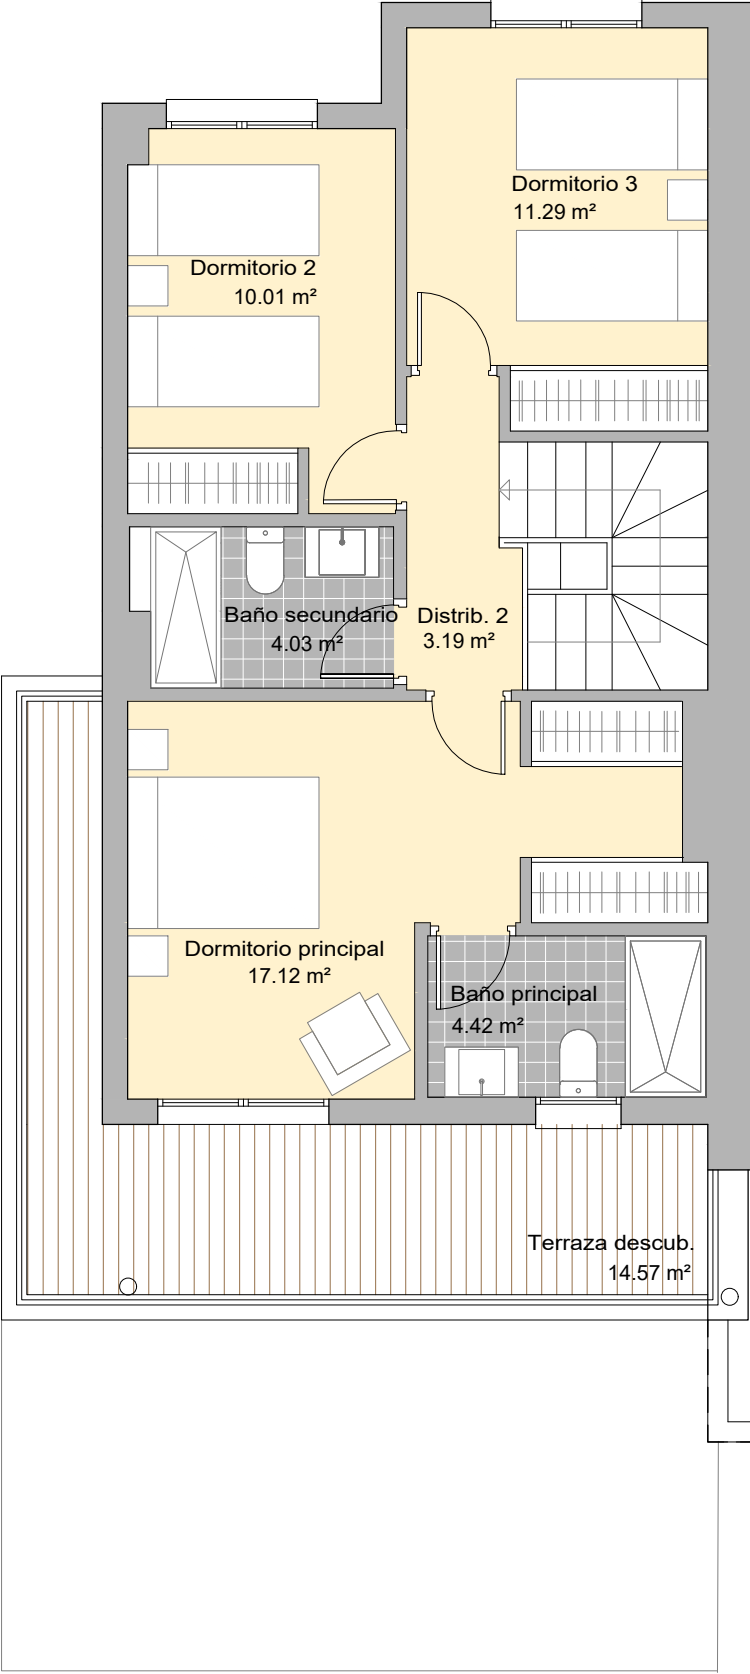 Dormitorio 3
11.29 m²
Dormitorio 2
10.01 m²
Baño secundario
4.03 m²
Distrib. 2
3.19 m²
Dormitorio principal
17.12 m²
Baño principal
4.42 m²
Terraza descub.
14.57 m²